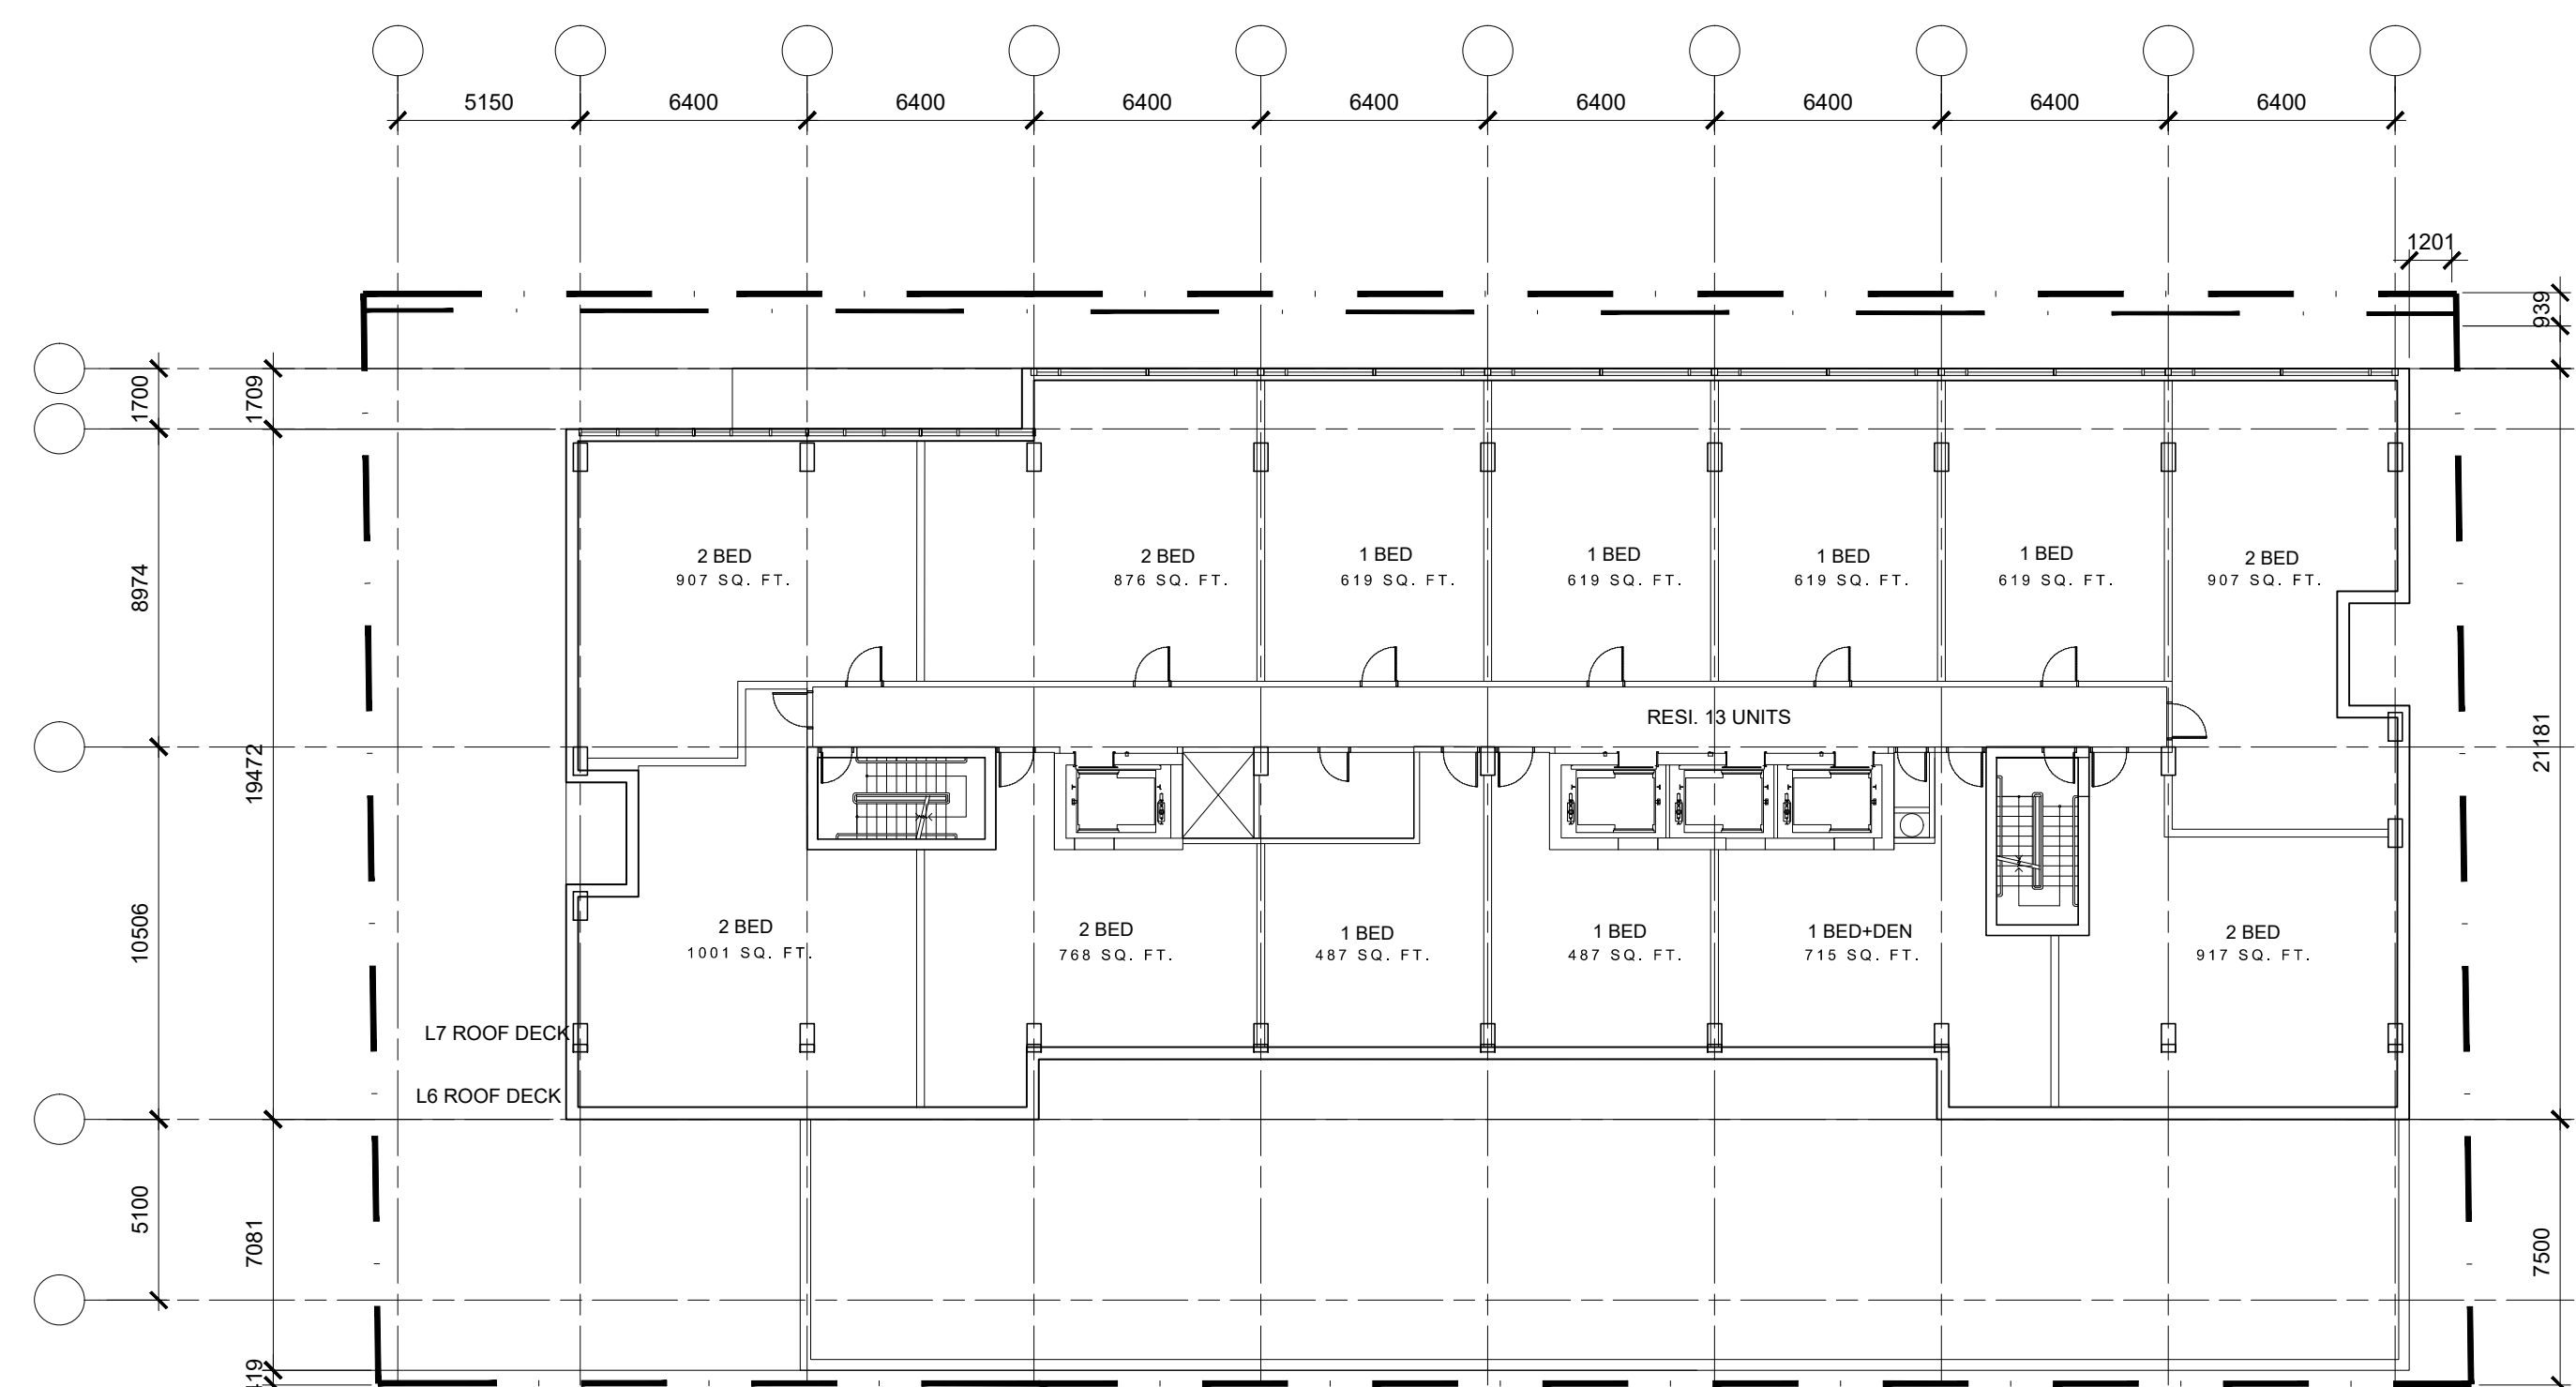 5150
6400
6400
6400
6400
6400
6400
6400
6400
1201
939
1700
1709
8974
19472
10506
5100
7081
21181
7500
2 BED
907 SQ. FT.
2 BED
876 SQ. FT.
1 BED
619 SQ. FT.
1 BED
619 SQ. FT.
1 BED
619 SQ. FT.
1 BED
619 SQ. FT.
2 BED
907 SQ. FT.
RESI. 13 UNITS
2 BED
1001 SQ. FT.
2 BED
768 SQ. FT.
1 BED
487 SQ. FT.
1 BED
487 SQ. FT.
1 BED+DEN
715 SQ. FT.
2 BED
917 SQ. FT.
L7 ROOF DECK
L6 ROOF DECK